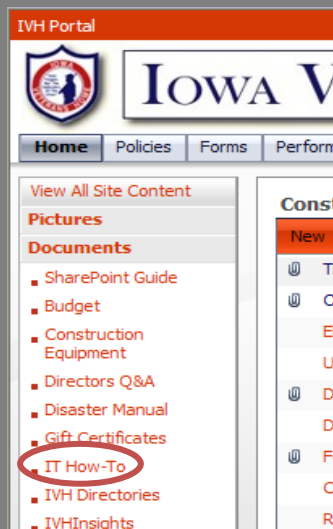 IVH Portal
IOWA V
Home Policies Forms Perform
View All Site Content
Pictures
Documents
SharePoint Guide
Budget
Construction
Equipment
Directors Q&A
Disaster Manual
Gift Certificates
IT How-To
IVH Directories
IVHInsights
Const
New
T
C
E
U
D
D
F
C
R